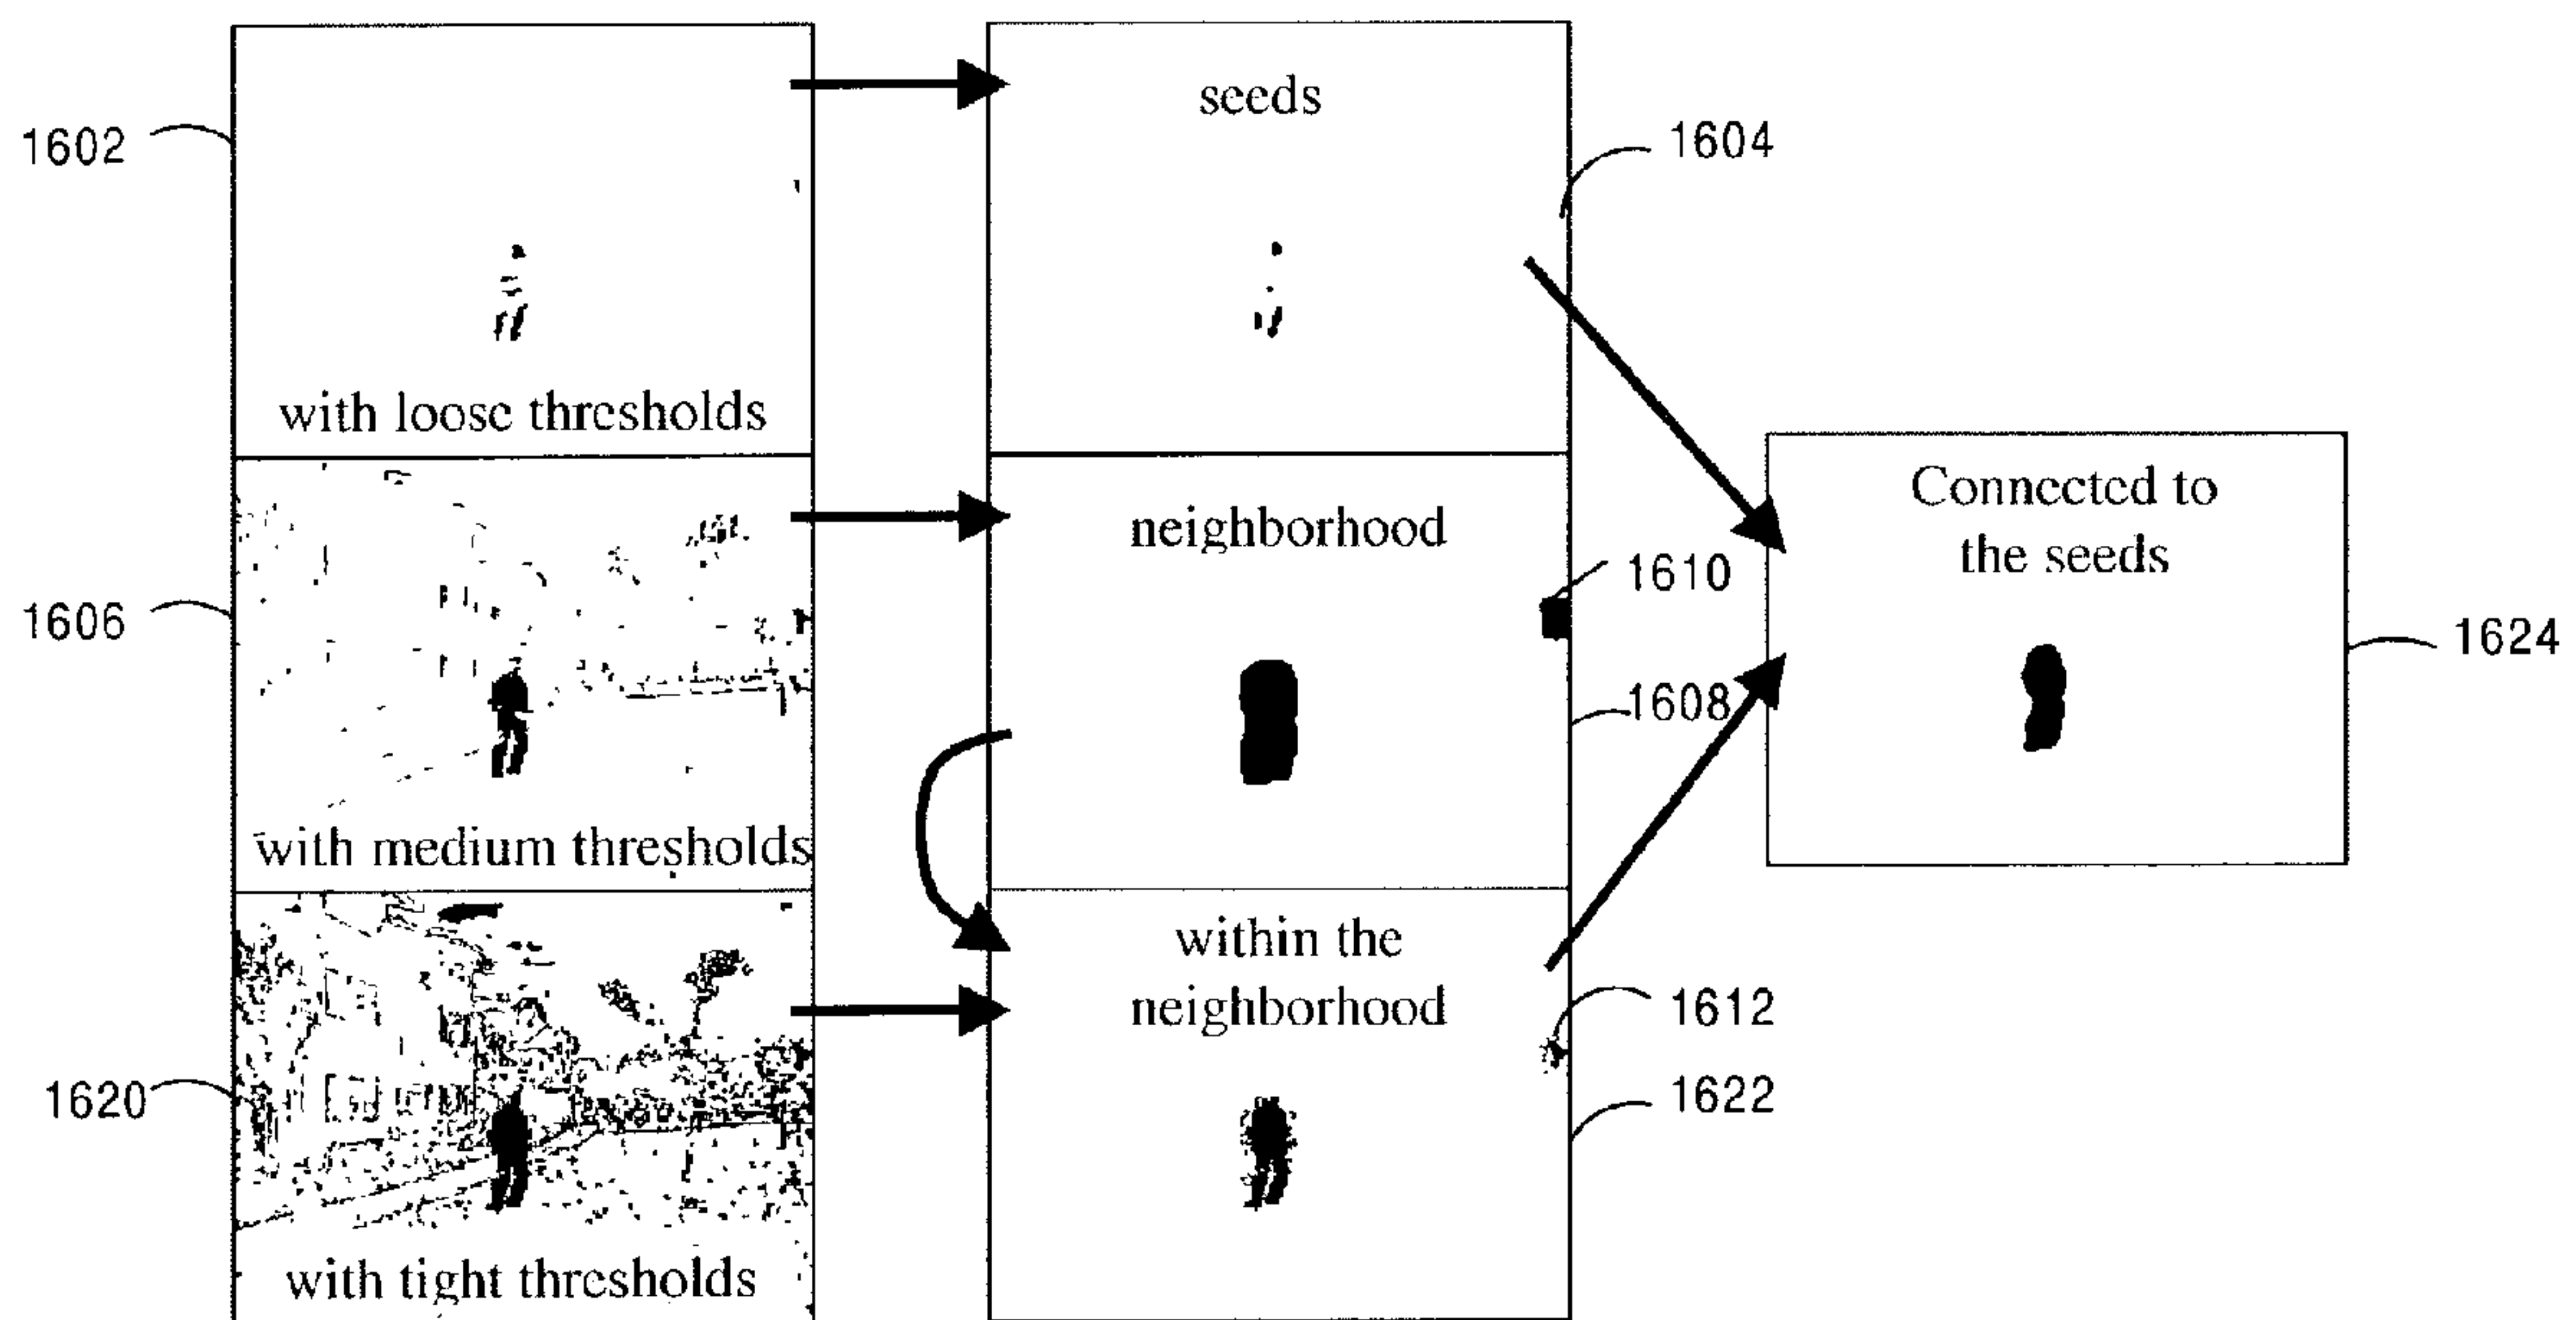 seeds
1602
1604
with loose thresholds
Connected to
the seeds
neighborhood
1610
1606
1624
1608
with medium thresholds
within the
neighborhood
1612
1620
1622
with tight thresholds